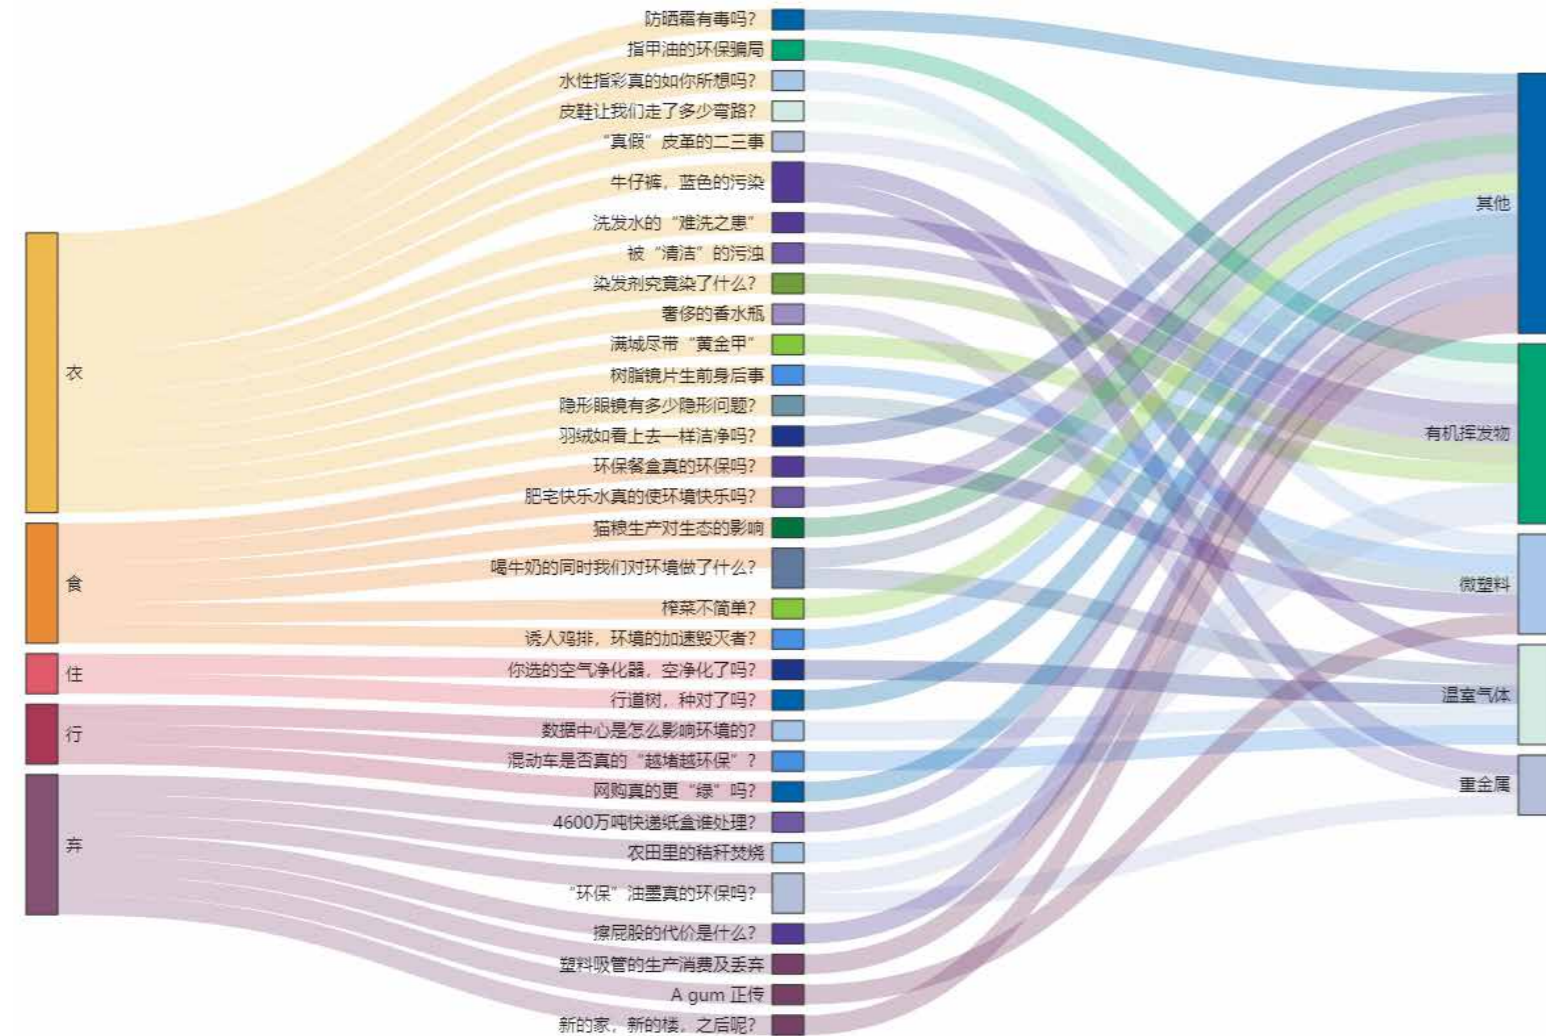 衣
食
住
行
弃
防晒霜有毒吗？
指甲油的环保骗局
水性指彩真的如你所想吗？
皮鞋让我们走了多少弯路？
“真假”皮革的二三事
牛仔裤，蓝色的污染
洗发水的“难洗之患”
被“清洁”的污浊
染发剂究竟染了什么？
奢侈的香水瓶
满城尽带“黄金甲”
树脂镜片生前身后事
隐形眼镜有多少隐形问题？
羽绒如看上去一样洁净吗？
环保餐盒真的环保吗？
肥宅快乐水真的使环境快乐吗？
猫粮生产对生态的影响
喝牛奶的同时我们对环境做了什么？
榨菜不简单？
诱人鸡排，环境的加速毁灭者？
你选的空气净化器，空净化了吗？
行道树，种对了吗？
数据中心是怎么影响环境的？
混动车是否真的“越堵越环保”？
网购真的更“绿”吗？
4600万吨快递纸盒谁处理？
农田里的秸秆焚烧
“环保”油墨真的环保吗？
擦屁股的代价是什么？
塑料吸管的生产消费及丢弃
A gum 正传
新的家，新的楼，之后呢？
其他
有机挥发物
微塑料
温室气体
重金属